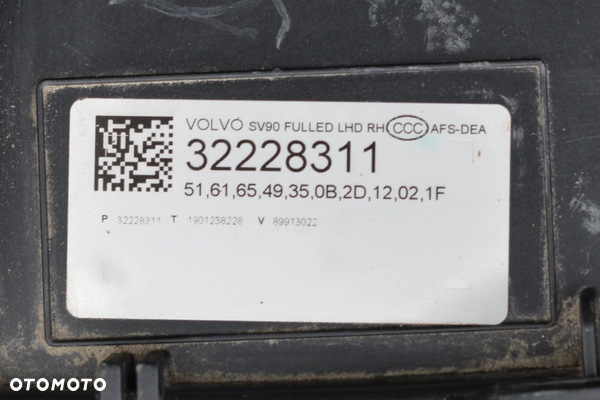 VOLVO SV90 FULLED LHD RH CCC AFS-DEA
32228311
51,61,65,49,35,0B,2D,12,02,1F
P 32228311 T 1901238228 V 89913022
OTOMOTO